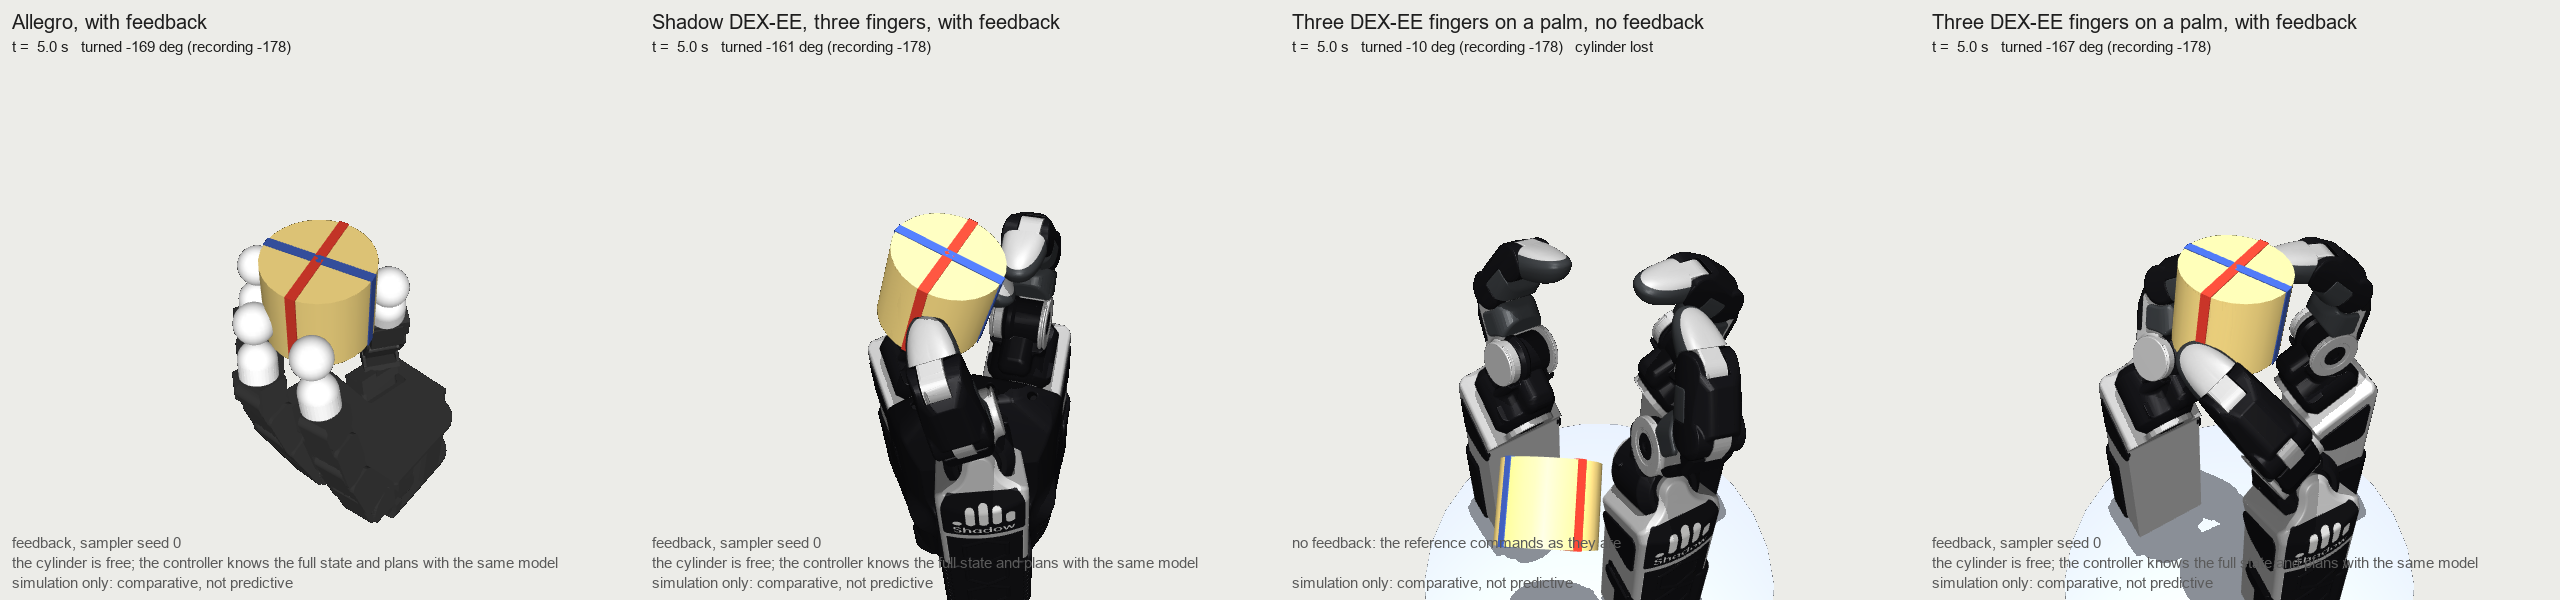 Allegro, with feedback
t = 5.0 s turned -169 deg (recording -178)
feedback, sampler seed 0
the cylinder is free; the controller knows the full state and plans with the same model
simulation only: comparative, not predictive
Shadow DEX-EE, three fingers, with feedback
t = 5.0 s turned -161 deg (recording -178)
shadow
feedback, sampler seed 0
the cylinder is free; the controller knows the full state and plans with the same model
simulation only: comparative, not predictive
Three DEX-EE fingers on a palm, no feedback
t = 5.0 s turned -10 deg (recording -178) cylinder lost
no feedback: the reference commands as they are
simulation only: comparative, not predictive
Three DEX-EE fingers on a palm, with feedback
t = 5.0 s turned -167 deg (recording -178)
feedback, sampler seed 0
the cylinder is free; the controller knows the full state and plans with the same model
simulation only: comparative, not predictive